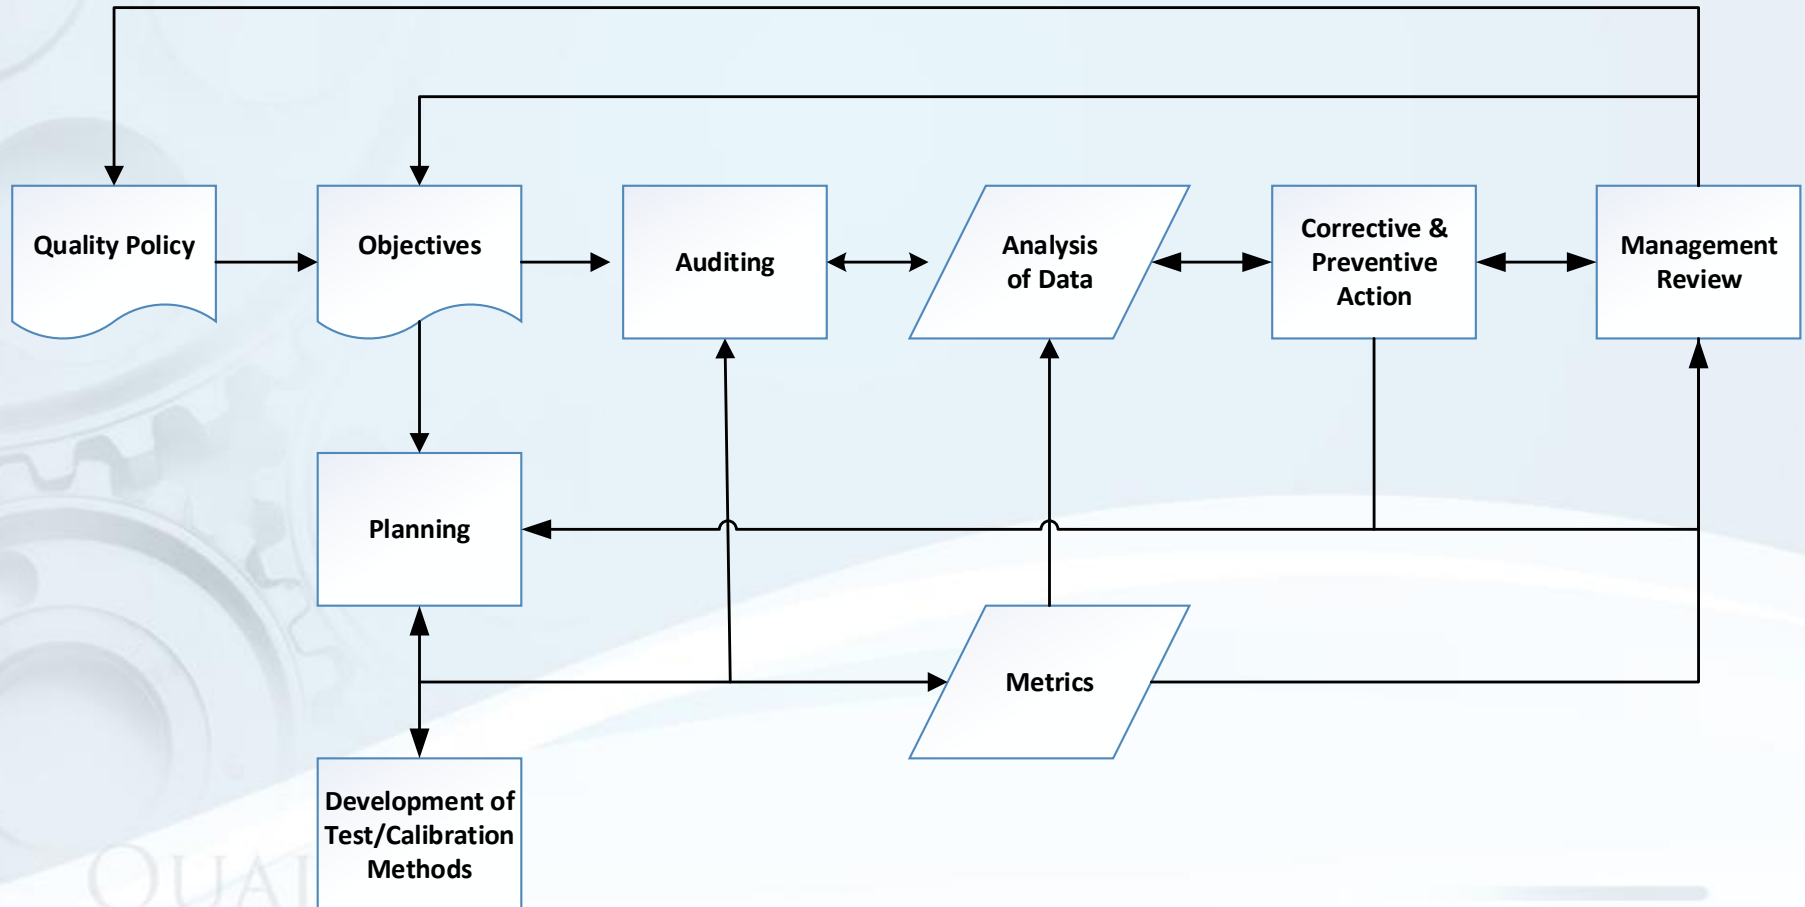 Quality Policy
Objectives
Auditing
Analysis
of Data
Corrective &
Preventive
Action
Management
Review
Planning
Metrics
Development of
Test/Calibration
Methods